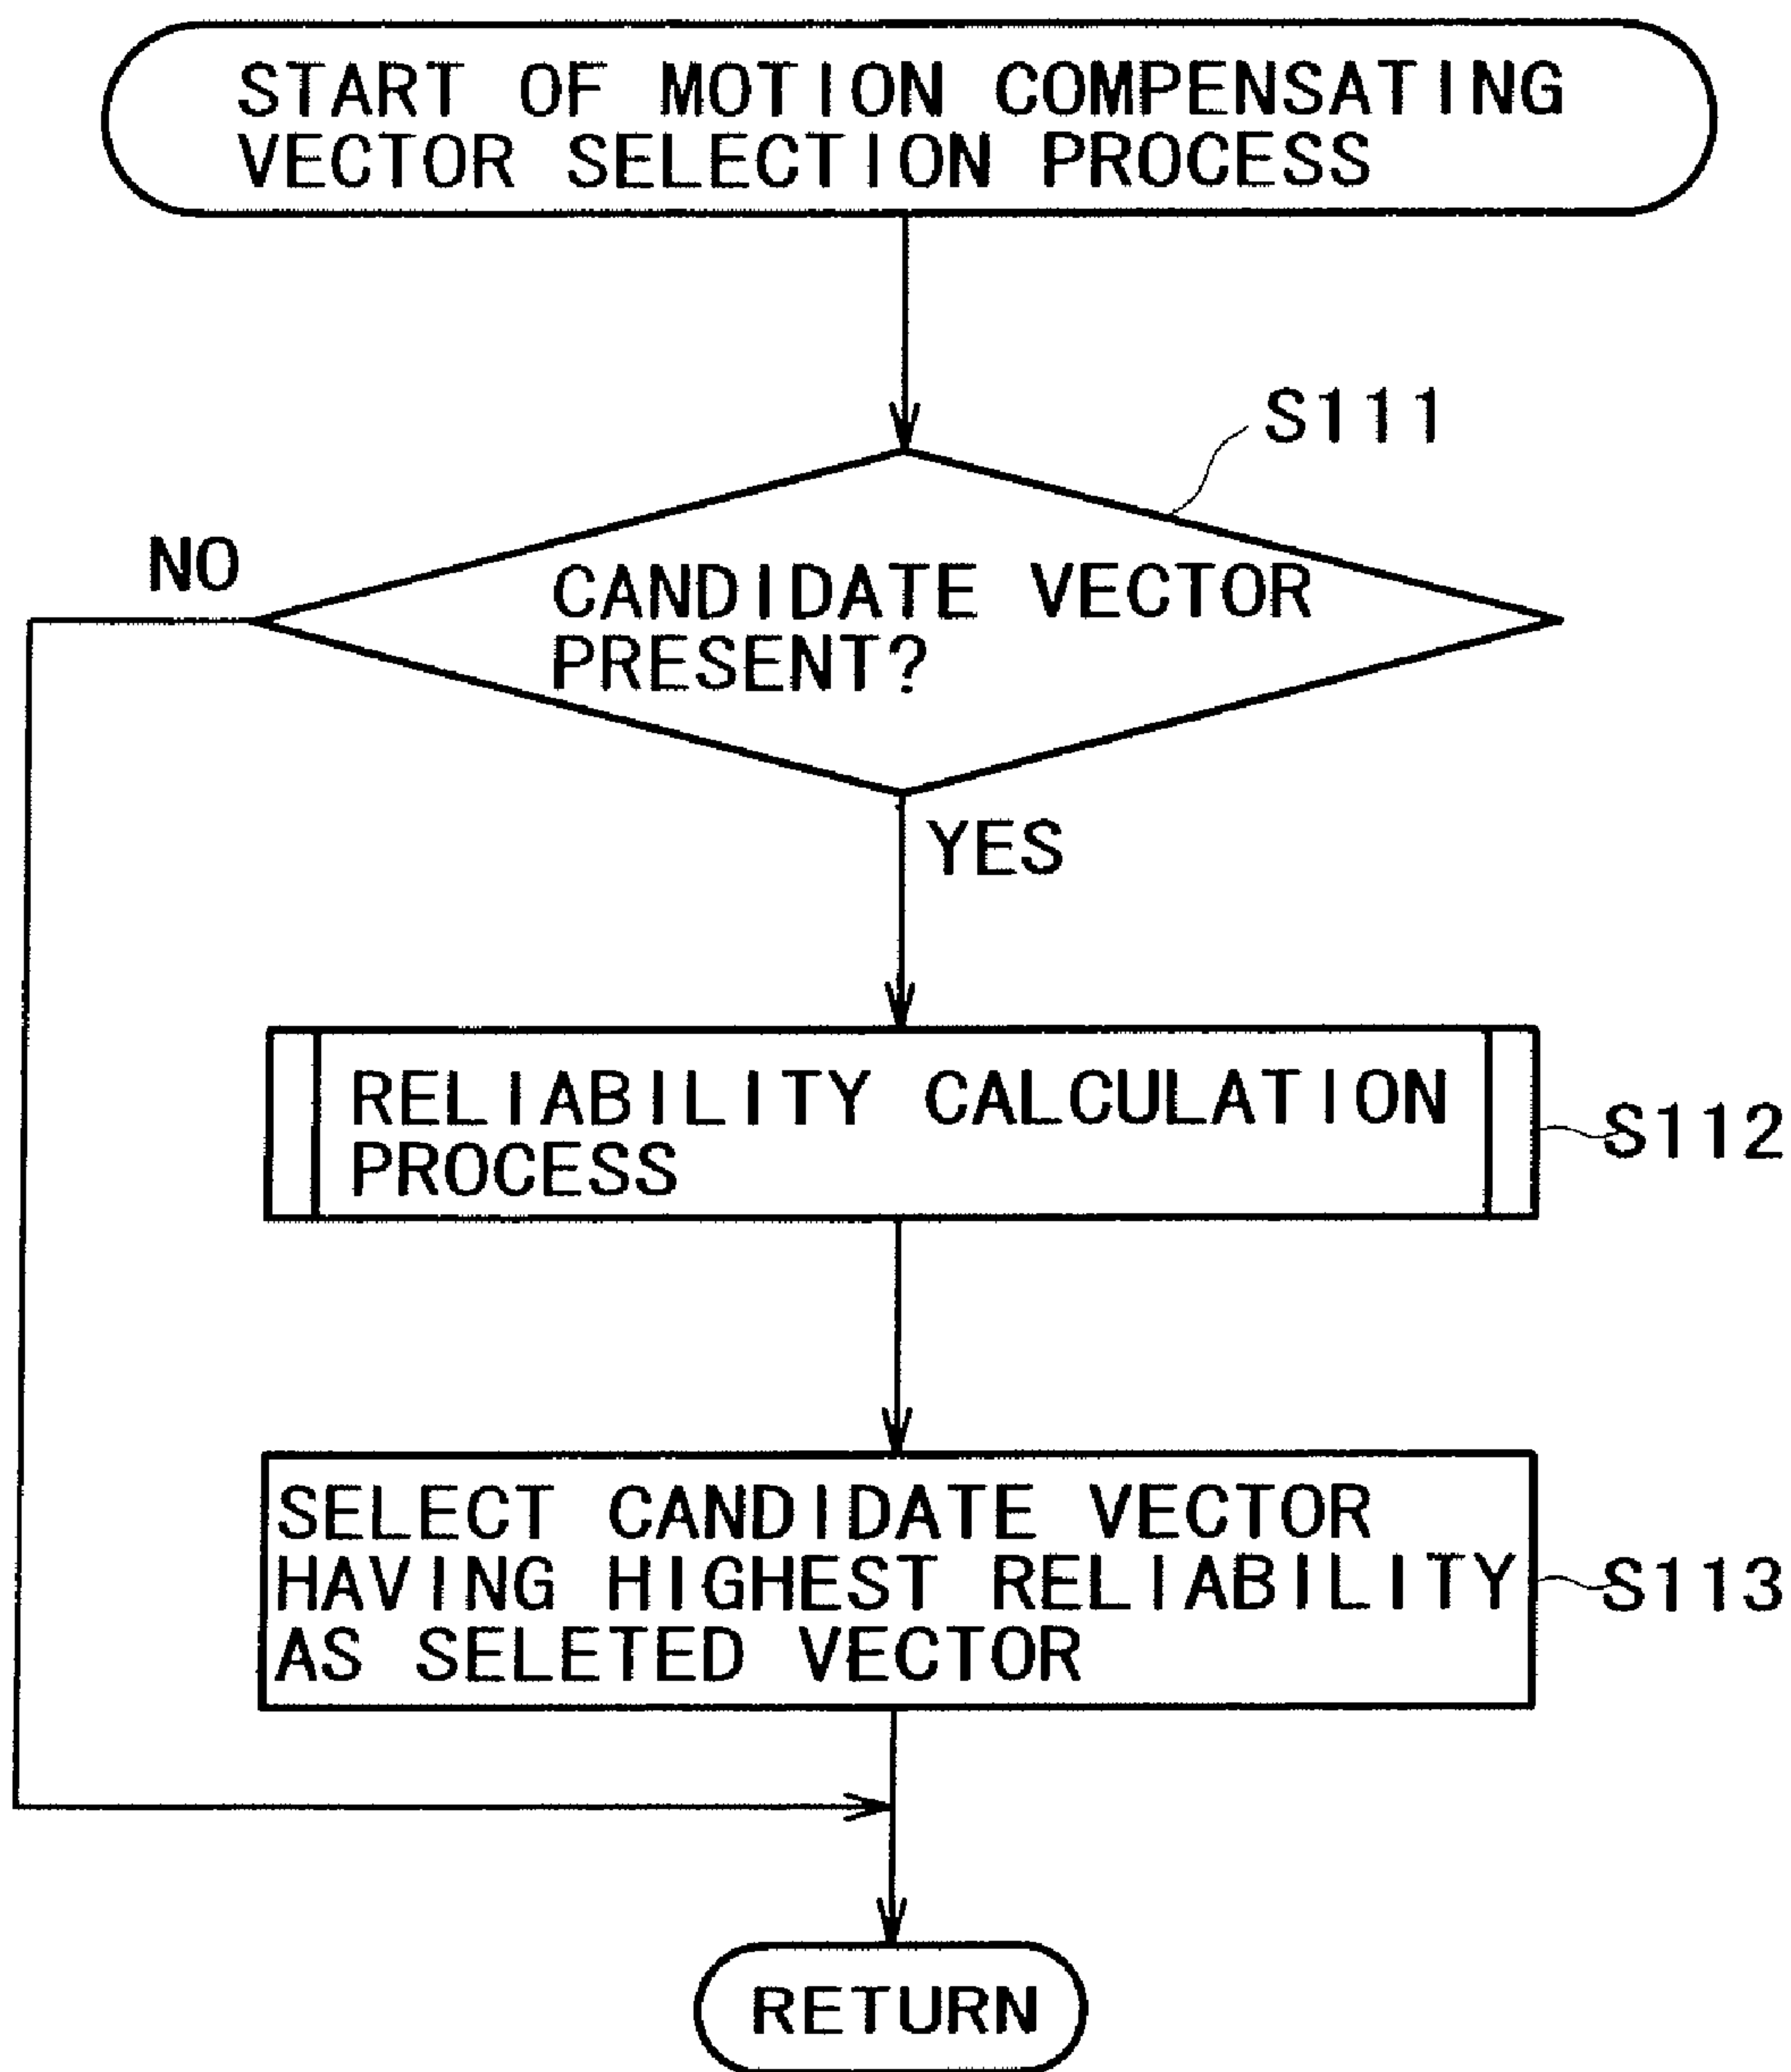 START OF MOTION COMPENSATING
VECTOR SELECTION PROCESS
S111
NO
CANDIDATE VECTOR
PRESENT?
YES
RELIABILITY CALCULATION
PROCESS
S112
SELECT CANDIDATE VECTOR
HAVING HIGHEST RELIABILITY
AS SELETED VECTOR
S113
RETURN